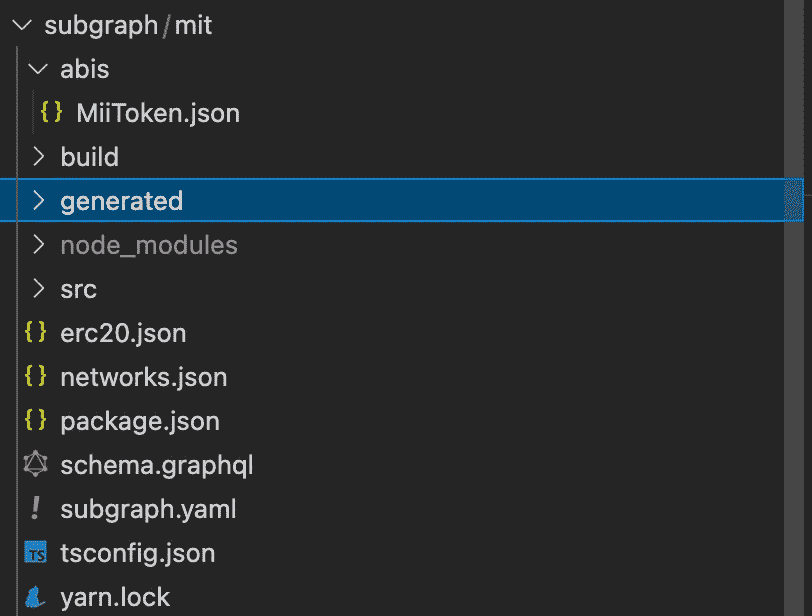 subgraph/mit
abis
{} MiiToken.json
build
generated
node_modules
src
{} erc20.json
{} networks.json
{} package.json
schema.graphql
! subgraph.yaml
TS tsconfig.json
yarn.lock